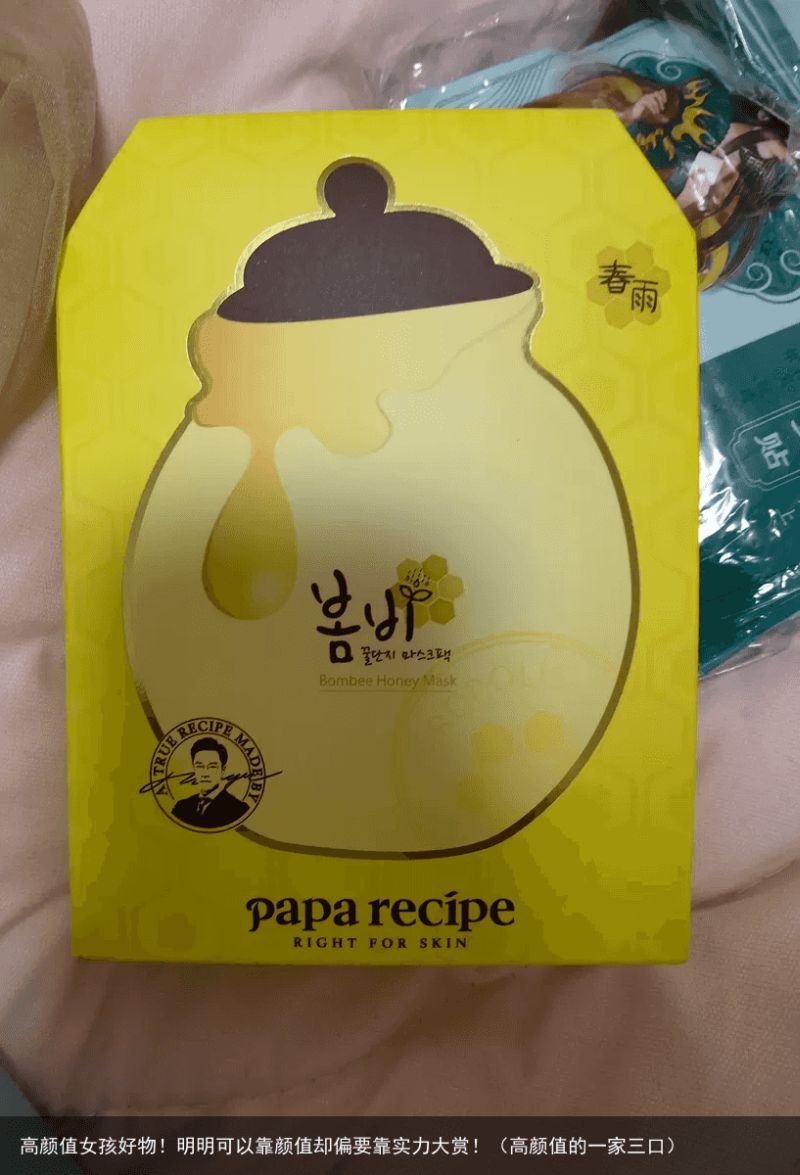 春雨
贴
봄비
꿀단지 마스크팩
Bombee Honey Mask
A TRUE RECIPE MADE BY
papa recipe
RIGHT FOR SKIN
高颜值女孩好物！明明可以靠颜值却偏要靠实力大赏！（高颜值的一家三口）